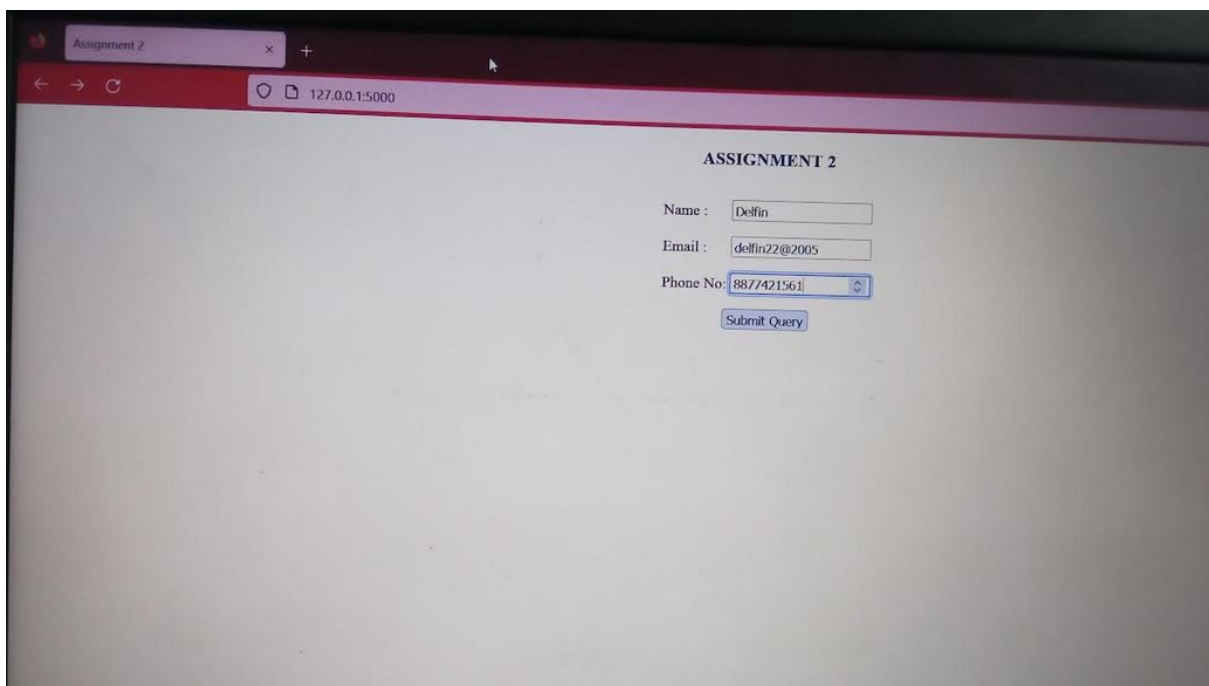 Assignment 2
127.0.0.1:5000
ASSIGNMENT 2
Name : Delfin
Email : delfin22@2005
Phone No: 8877421561
Submit Query